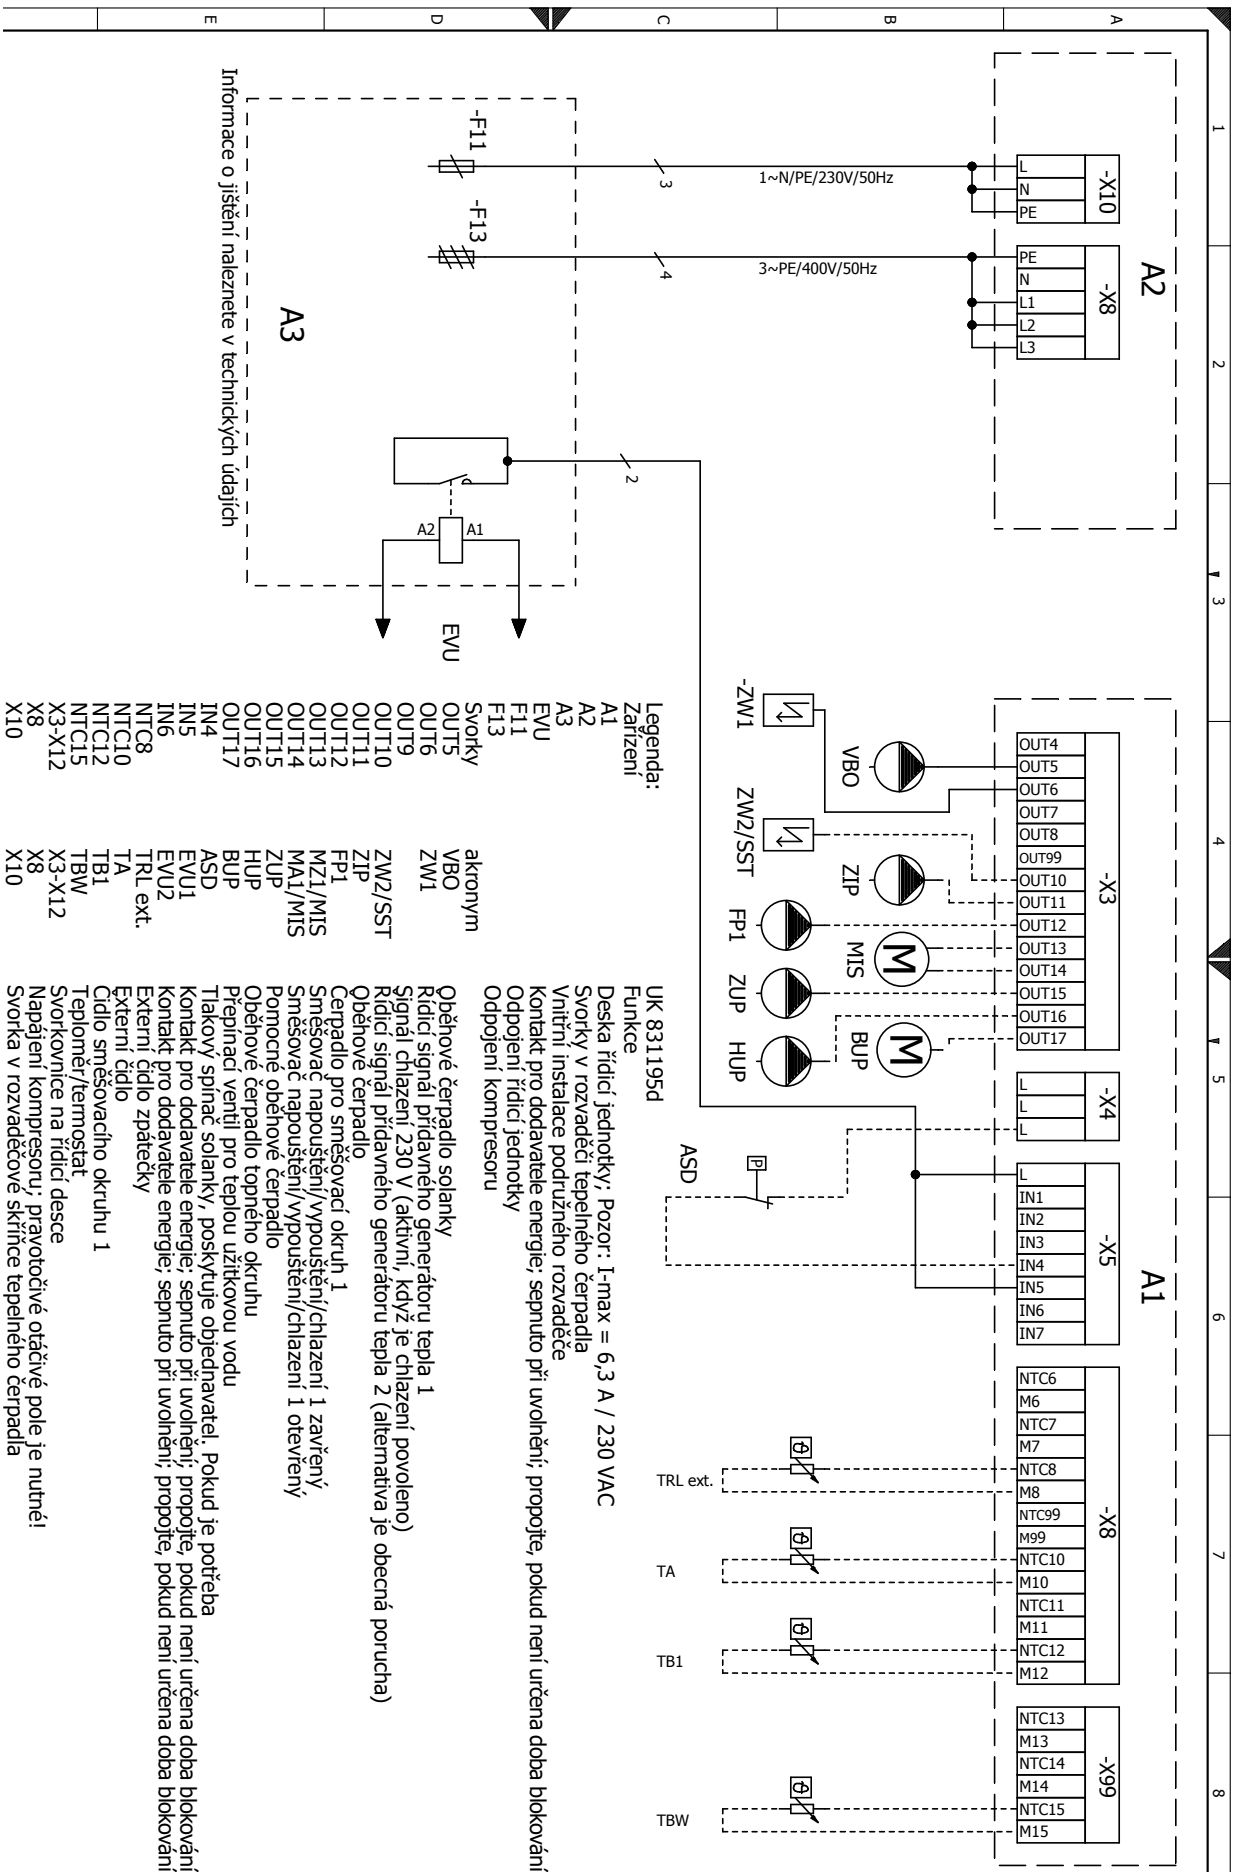 1
2
3
4
5
6
7
8
A
B
C
D
E
A2
-X10
L
N
PE
-X8
PE
N
L1
L2
L3
1~N/PE/230V/50Hz
3~PE/400V/50Hz
3
4
2
-F11
-F13
A3
A2
A1
EVU
Informace o jištění naleznete v technických údajích
A1
-X3
OUT4
OUT5
OUT6
OUT7
OUT8
OUT99
OUT10
OUT11
OUT12
OUT13
OUT14
OUT15
OUT16
OUT17
-X4
L
L
L
-X5
L
IN1
IN2
IN3
IN4
IN5
IN6
IN7
-X8
NTC6
M6
NTC7
M7
NTC8
M8
NTC99
M99
NTC10
M10
NTC11
M11
NTC12
M12
-X99
NTC13
M13
NTC14
M14
NTC15
M15
-ZW1
VBO
ZW2/SST
ZIP
FP1
M
MIS
ZUP
M
BUP
HUP
P
ASD
ϑ
TRL ext.
ϑ
TA
ϑ
TB1
ϑ
TBW
Legenda: UK 831195d
Zařízení Funkce
A1 Deska řídicí jednotky; Pozor: I-max = 6,3 A / 230 VAC
A2 Svorky v rozvaděči tepelného čerpadla
A3 Vnitřní instalace podružného rozvaděče
EVU Kontakt pro dodavatele energie; sepnuto při uvolnění; propojte, pokud není určena doba blokování
F11 Odpojení řídicí jednotky
F13 Odpojení kompresoru
Svorky akronym
OUT5 VBO Oběhové čerpadlo solanky
OUT6 ZW1 Řídicí signál přídavného generátoru tepla 1
OUT9 Signál chlazení 230 V (aktivní, když je chlazení povoleno)
OUT10 ZW2/SST Řídicí signál přídavného generátoru tepla 2 (alternativa je obecná porucha)
OUT11 ZIP Oběhové čerpadlo
OUT12 FP1 Čerpadlo pro směšovací okruh 1
OUT13 MZ1/MIS Směšovač napouštění/vypouštění/chlazení 1 zavřený
OUT14 MA1/MIS Směšovač napouštění/vypouštění/chlazení 1 otevřený
OUT15 ZUP Pomocné oběhové čerpadlo
OUT16 HUP Oběhové čerpadlo topného okruhu
OUT17 BUP Přepínací ventil pro teplou užitkovou vodu
IN4 ASD Tlakový spínač solanky, poskytuje objednavatel. Pokud je potřeba
IN5 EVU1 Kontakt pro dodavatele energie; sepnuto při uvolnění; propojte, pokud není určena doba blokování
IN6 EVU2 Kontakt pro dodavatele energie; sepnuto při uvolnění; propojte, pokud není určena doba blokování
NTC8 TRL ext. Externí čidlo zpátečky
NTC10 TA Externí čidlo
NTC12 TB1 Čidlo směšovacího okruhu 1
NTC15 TBW Teploměr/termostat
X3-X12 X3-X12 Svorkovnice na řídicí desce
X8 X8 Napájení kompresoru; pravotočivé otáčivé pole je nutné!
X10 X10 Svorka v rozvaděčové skříňce tepelného čerpadla